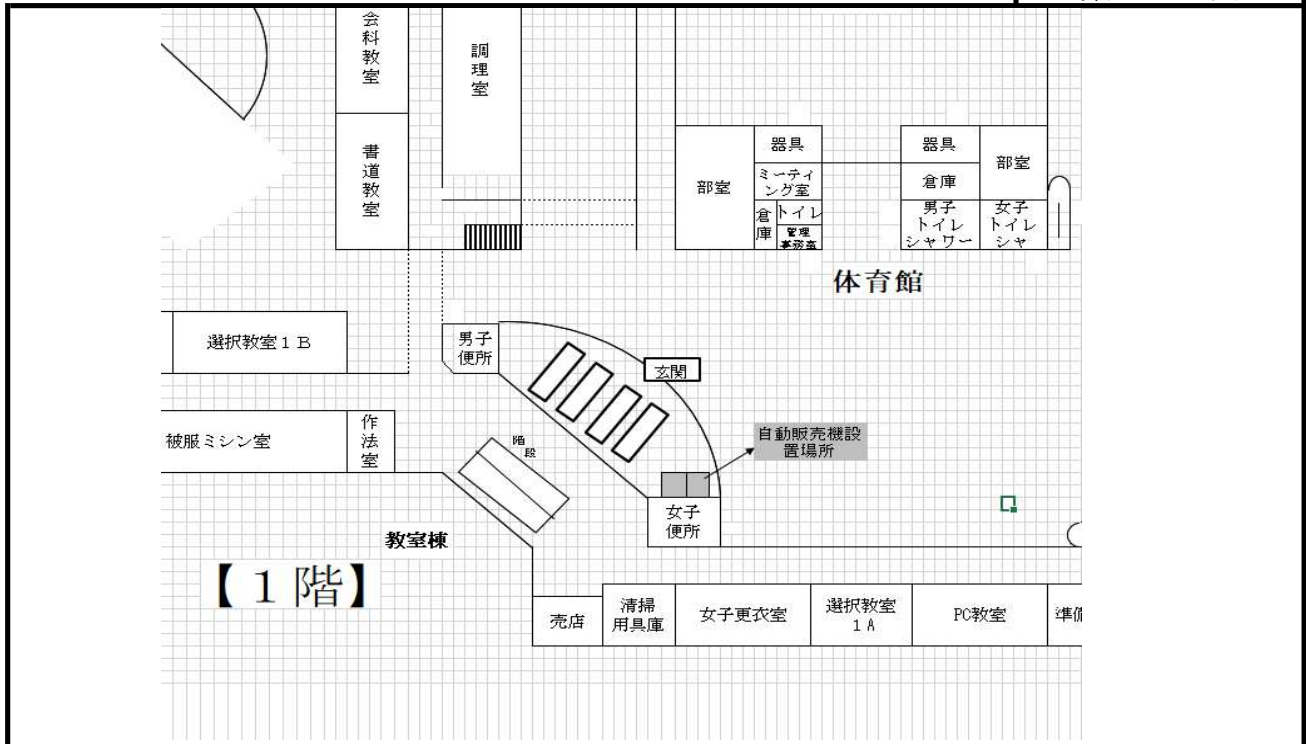 会
科
教
室
調
理
室
書
道
教
室
部室
器具
ミーティ
ング室
倉
庫
トイレ
管理
事務室
器具
倉庫
部室
男子
トイレ
シャワー
女子
トイレ
シャ
体育館
選択教室１Ｂ
男子
便所
玄関
被服ミシン室
作
法
室
階
段
自動販売機設
置場所
女子
便所
教室棟
【１階】
売店
清掃
用具庫
女子更衣室
選択教室
１Ａ
PC教室
準備